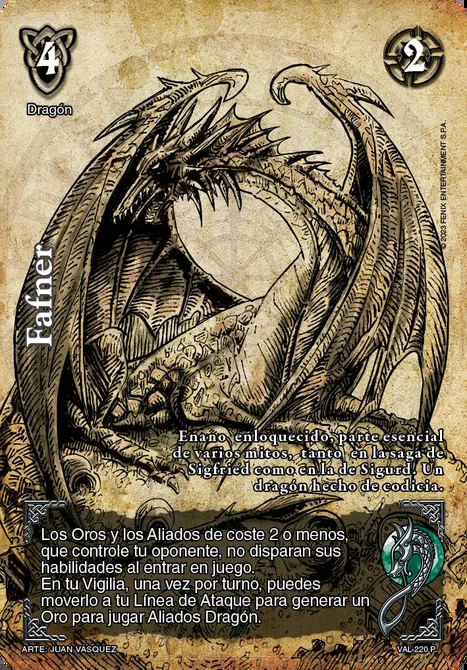 4
2
Dragón
©2023 FENIX ENTERTAINMENT S.P.A.
Fafner
Enano enloquecido, parte esencial
de varios mitos, tanto en la saga de
Sigfried como en la de Sigurd. Un
dragón hecho de codicia.
Los Oros y los Aliados de coste 2 o menos,
que controle tu oponente, no disparan sus
habilidades al entrar en juego.
En tu Vigilia, una vez por turno, puedes
moverlo a tu Línea de Ataque para generar un
Oro para jugar Aliados Dragón.
ARTE: JUAN VÁSQUEZ
VAL-220 P